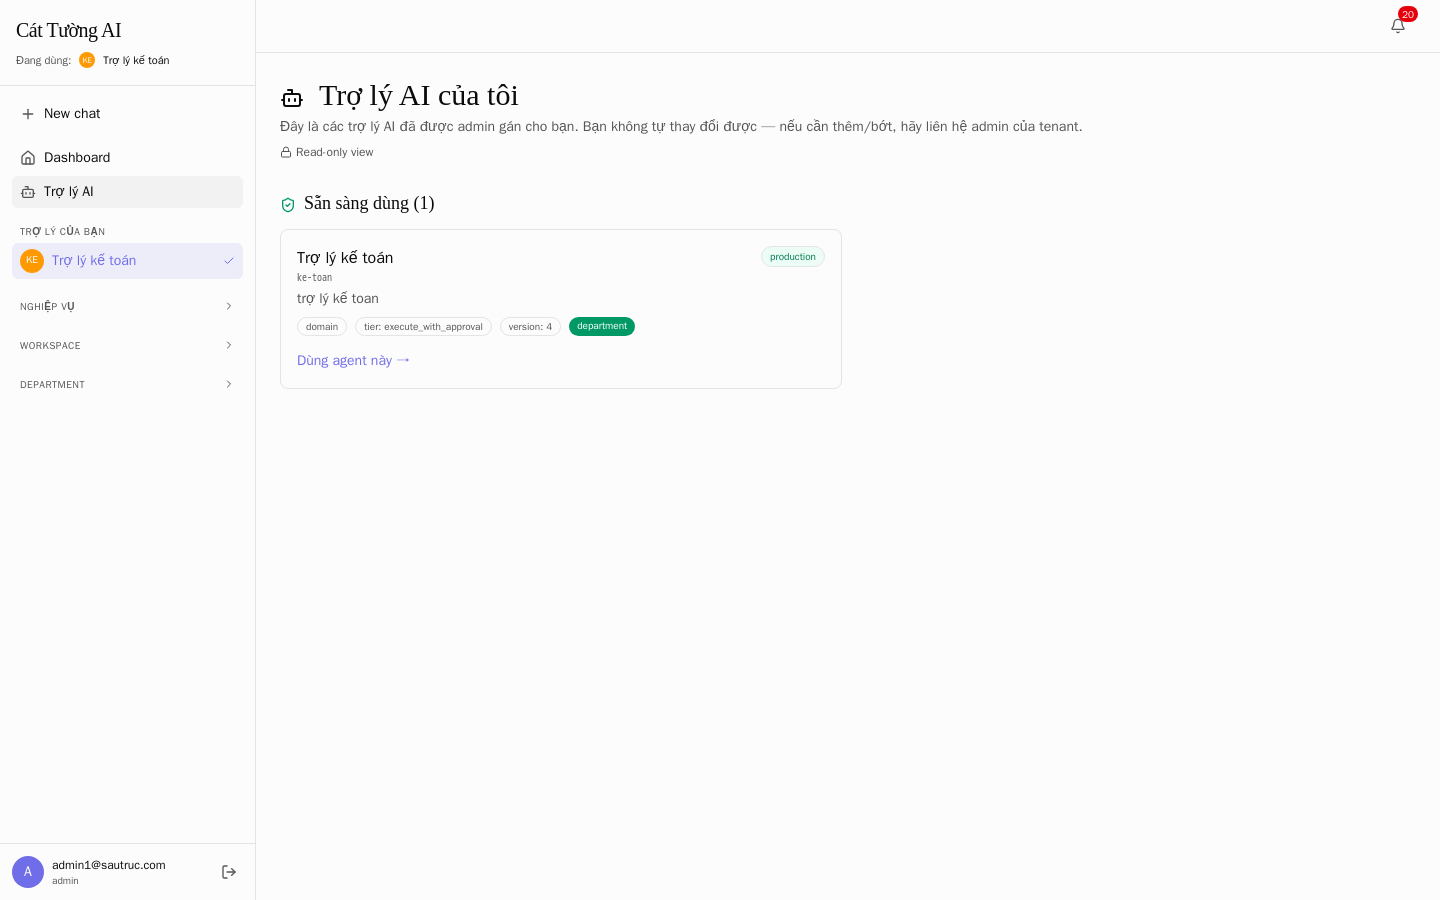 Cát Tường AI
Đang dùng: KE Trợ lý kế toán
New chat
Dashboard
Trợ lý AI
TRỢ LÝ CỦA BẠN
KE Trợ lý kế toán
NGHIỆP VỤ
WORKSPACE
DEPARTMENT
A
admin1@sautruc.com
admin
20
Trợ lý AI của tôi
Đây là các trợ lý AI đã được admin gán cho bạn. Bạn không tự thay đổi được — nếu cần thêm/bớt, hãy liên hệ admin của tenant.
Read-only view
Sẵn sàng dùng (1)
Trợ lý kế toán production
ke-toan
trợ lý kế toan
domain tier: execute_with_approval version: 4 department
Dùng agent này →